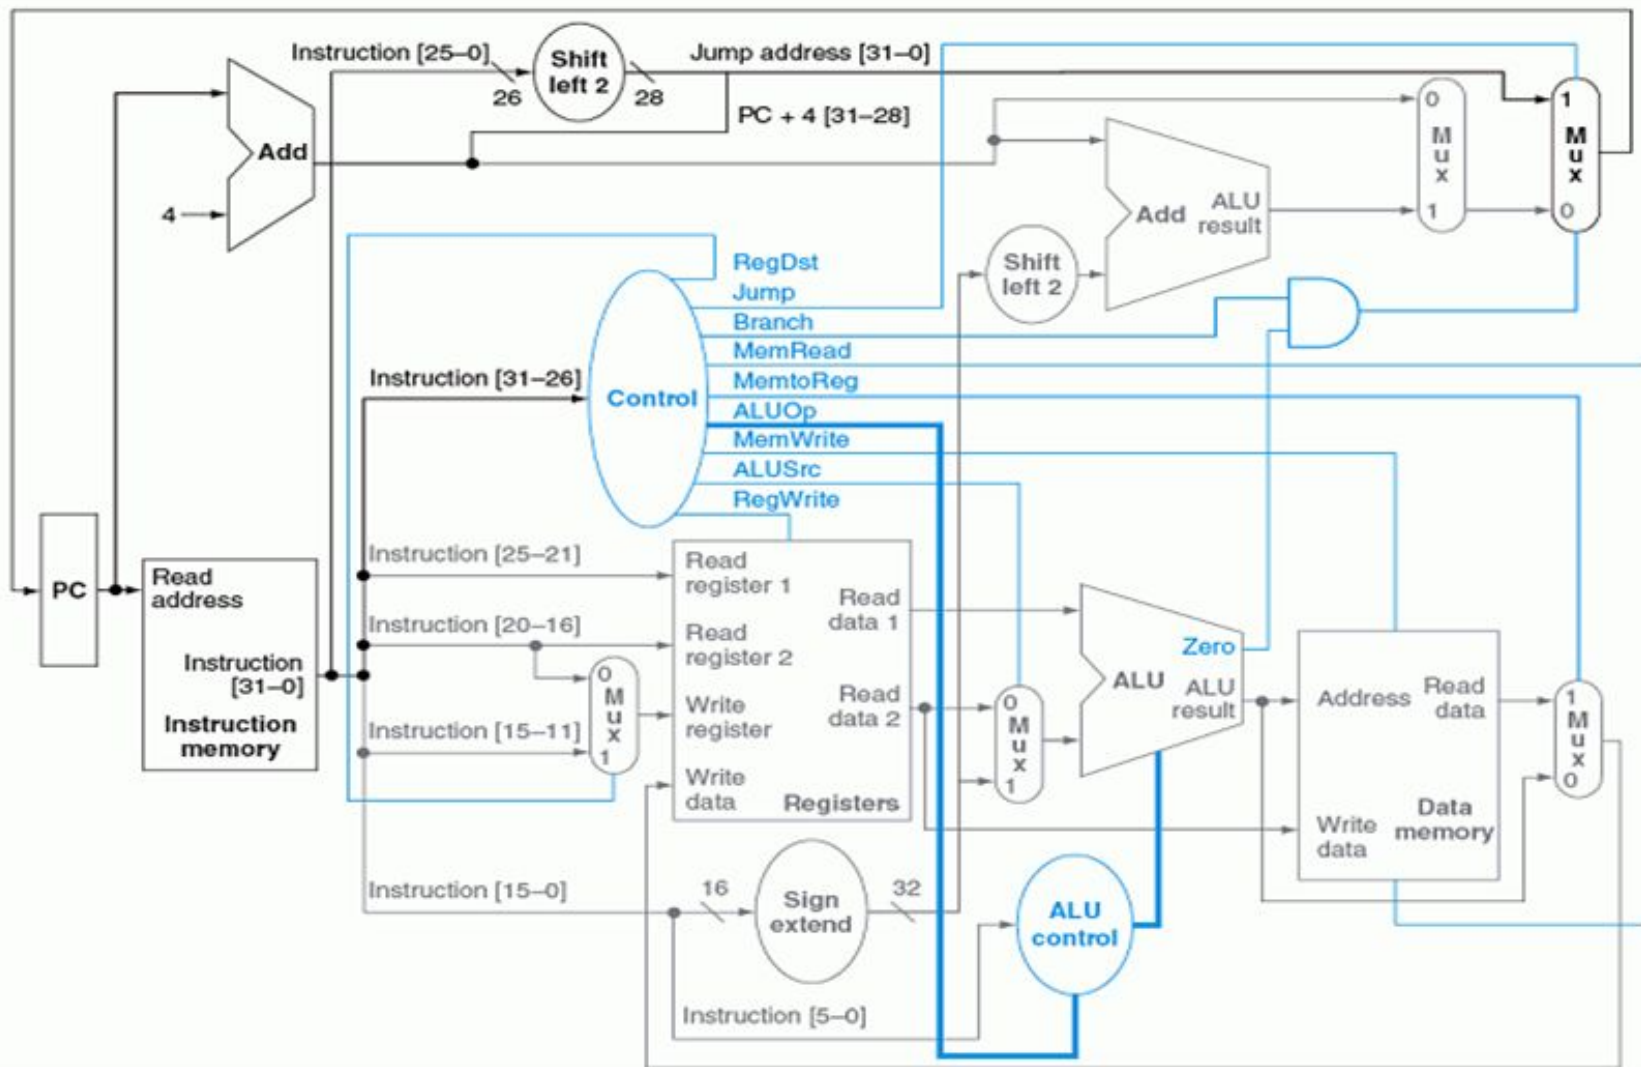 Instruction [25–0]
Shift
left 2
Jump address [31–0]
26
28
PC + 4 [31–28]
Add
4
0
Mux
1
1
Mux
0
Add
ALU
result
Shift
left 2
RegDst
Jump
Branch
MemRead
MemtoReg
ALUOp
MemWrite
ALUSrc
RegWrite
Instruction [31–26]
Control
PC
Read
address
Instruction
[31–0]
Instruction
memory
Instruction [25–21]
Instruction [20–16]
Instruction [15–11]
0
Mux
1
Read
register 1
Read
register 2
Write
register
Write
data
Read
data 1
Read
data 2
Registers
0
Mux
1
Zero
ALU
ALU
result
Address
Read
data
Write
data
Data
memory
1
Mux
0
Instruction [15–0]
16
Sign
extend
32
ALU
control
Instruction [5–0]